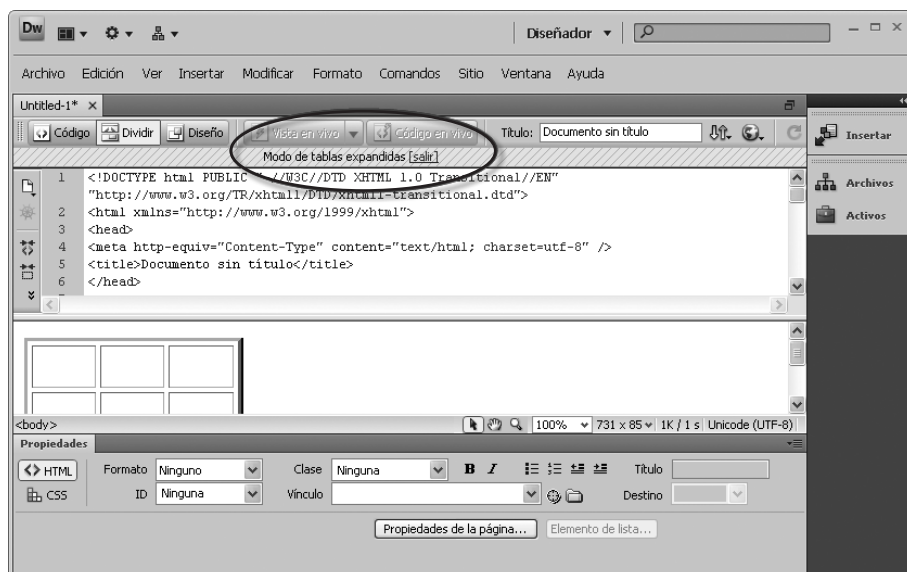 Dw Diseñador
Archivo Edición Ver Insertar Modificar Formato Comandos Sitio Ventana Ayuda
Untitled-1*
Código Dividir Diseño Vista en vivo Código en vivo Título: Documento sin título
Modo de tablas expandidas [salir]
Insertar
Archivos
Activos
1 <!DOCTYPE html PUBLIC "-//W3C//DTD XHTML 1.0 Transitional//EN"
"http://www.w3.org/TR/xhtml1/DTD/xhtml1-transitional.dtd">
2 <html xmlns="http://www.w3.org/1999/xhtml">
3 <head>
4 <meta http-equiv="Content-Type" content="text/html; charset=utf-8" />
5 <title>Documento sin título</title>
6 </head>
<body> 100% 731 x 85 1K / 1 s Unicode (UTF-8)
Propiedades
<> HTML Formato Ninguno Clase Ninguna B I Título
CSS ID Ninguna Vínculo Destino
Propiedades de la página... Elemento de lista...